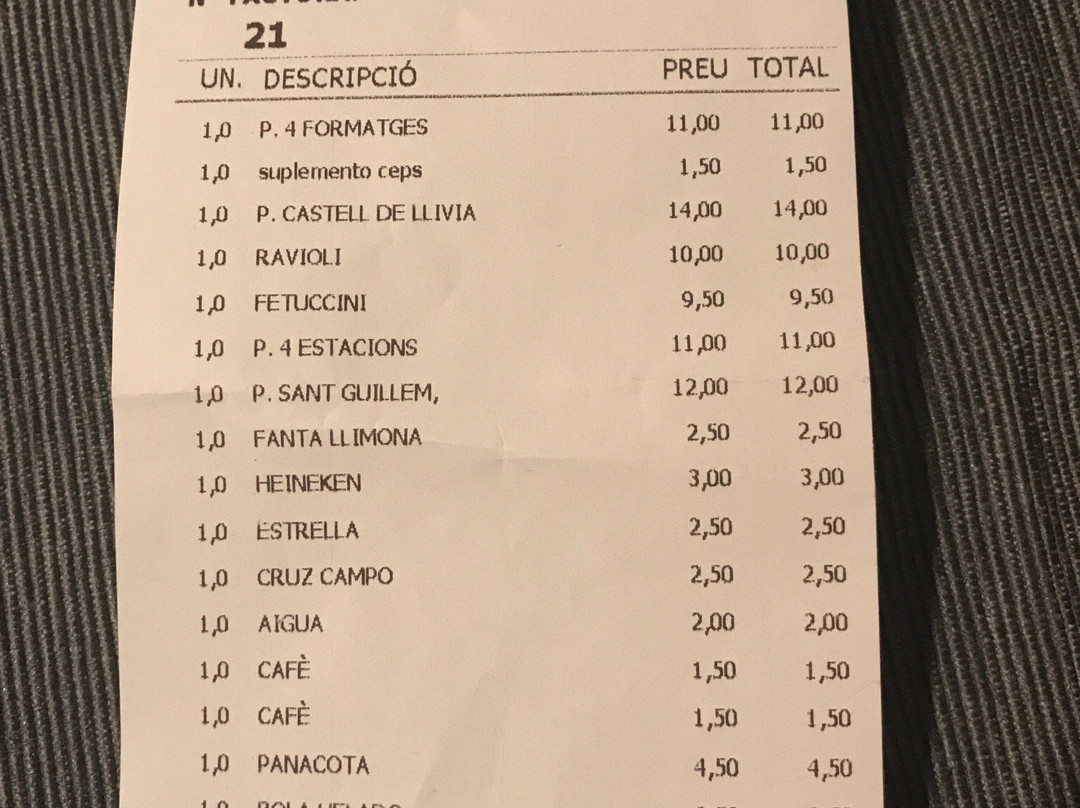 21
UN. DESCRIPCIÓ PREU TOTAL
1,0 P. 4 FORMATGES 11,00 11,00
1,0 suplemento ceps 1,50 1,50
1,0 P. CASTELL DE LLIVIA 14,00 14,00
1,0 RAVIOLI 10,00 10,00
1,0 FETUCCINI 9,50 9,50
1,0 P. 4 ESTACIONS 11,00 11,00
1,0 P. SANT GUILLEM, 12,00 12,00
1,0 FANTA LLIMONA 2,50 2,50
1,0 HEINEKEN 3,00 3,00
1,0 ESTRELLA 2,50 2,50
1,0 CRUZ CAMPO 2,50 2,50
1,0 AIGUA 2,00 2,00
1,0 CAFÈ 1,50 1,50
1,0 CAFÈ 1,50 1,50
1,0 PANACOTA 4,50 4,50